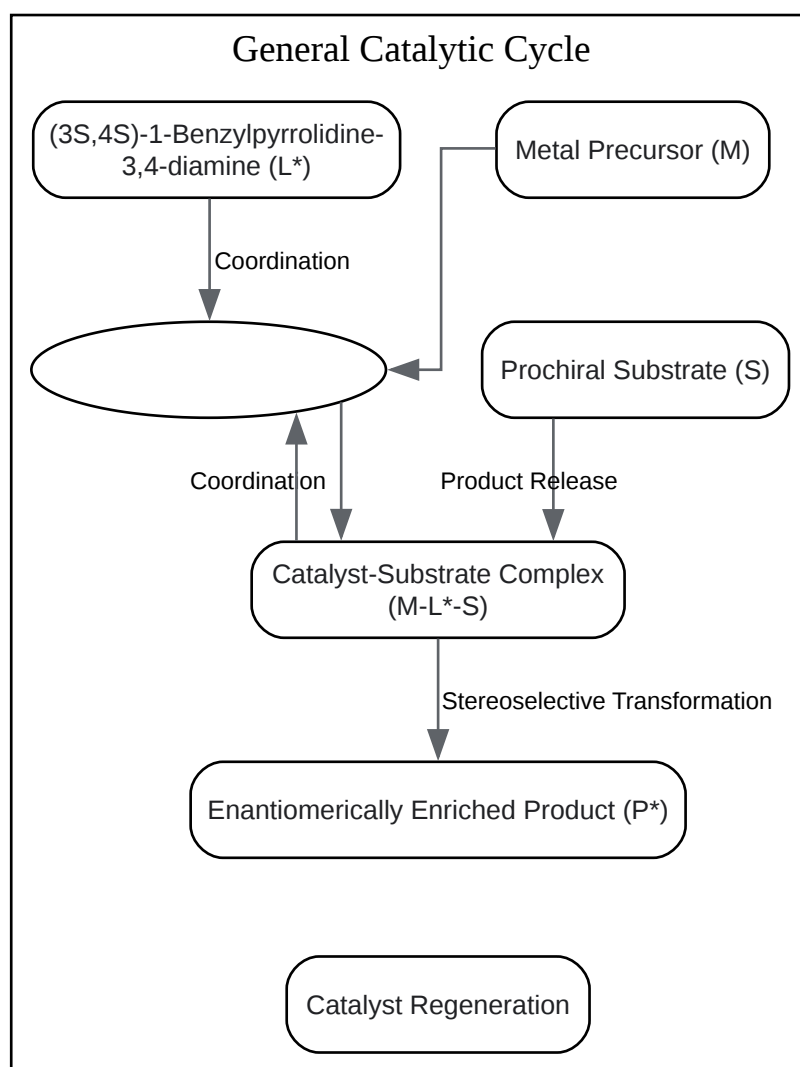 General Catalytic Cycle
(3S,4S)-1-Benzylpyrrolidine-
3,4-diamine (L*)
Metal Precursor (M)
Coordination
Prochiral Substrate (S)
Coordination
Product Release
Catalyst-Substrate Complex
(M-L*-S)
Stereoselective Transformation
Enantiomerically Enriched Product (P*)
Catalyst Regeneration